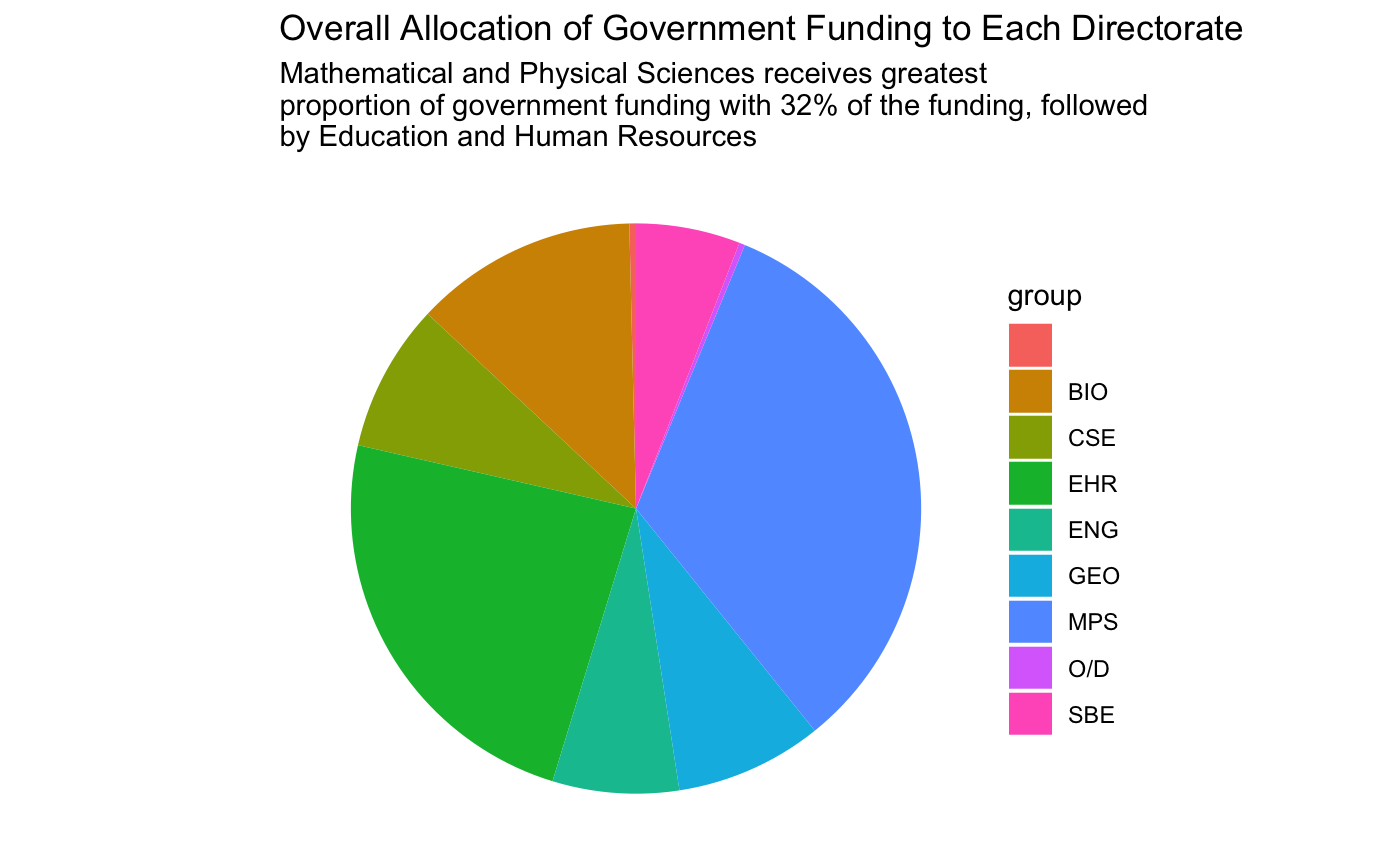 Overall Allocation of Government Funding to Each Directorate
Mathematical and Physical Sciences receives greatest
proportion of government funding with 32% of the funding, followed
by Education and Human Resources
group
BIO
CSE
EHR
ENG
GEO
MPS
O/D
SBE